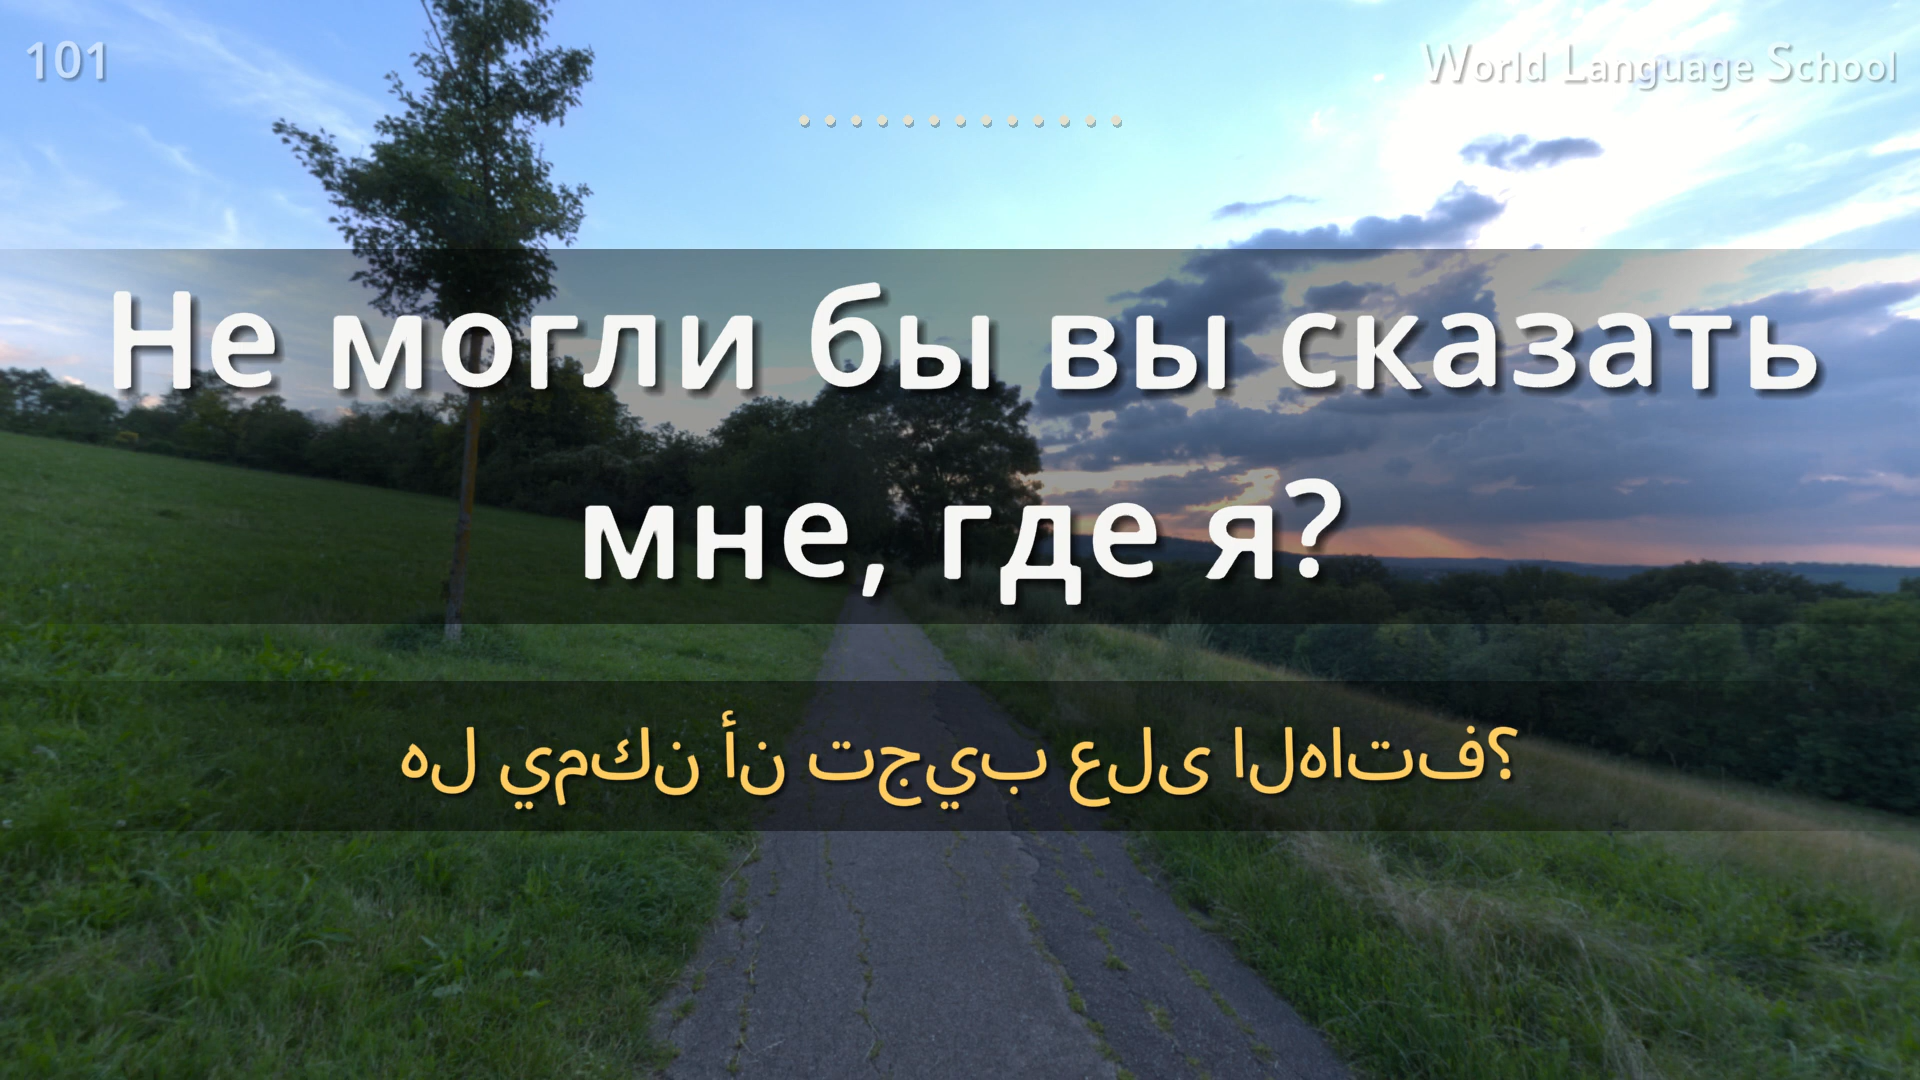 101
World Language School
Не могли бы вы сказать
мне, где я?
هل يمكن أن تجيب على الهاتف؟